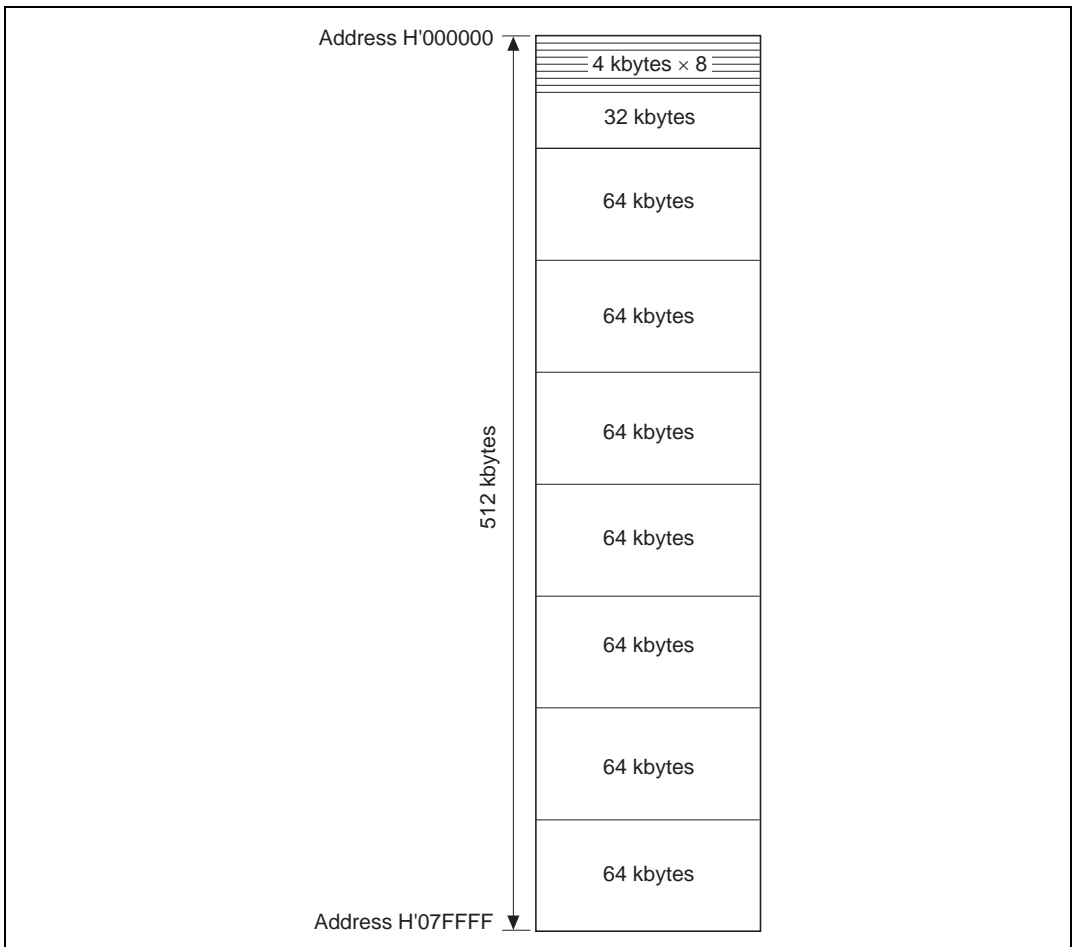 Address H'000000
4 kbytes × 8
32 kbytes
64 kbytes
64 kbytes
64 kbytes
512 kbytes
64 kbytes
64 kbytes
64 kbytes
64 kbytes
Address H'07FFFF